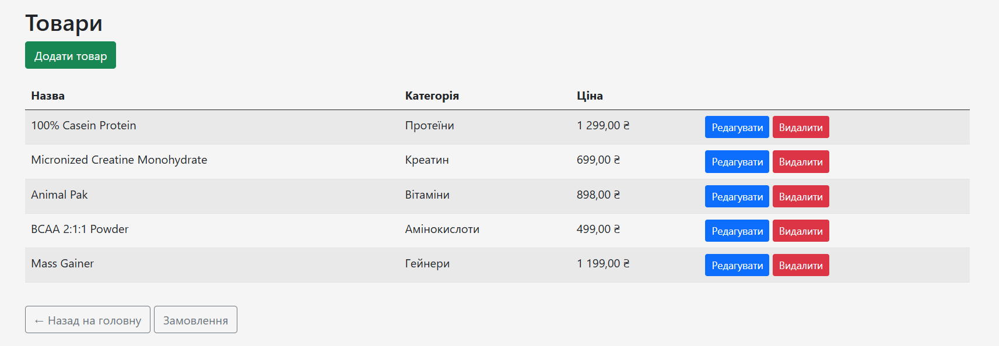 Товари
Додати товар
Назва Категорія Ціна
100% Casein Protein Протеїни 1 299,00 ₴ Редагувати Видалити
Micronized Creatine Monohydrate Креатин 699,00 ₴ Редагувати Видалити
Animal Pak Вітаміни 898,00 ₴ Редагувати Видалити
BCAA 2:1:1 Powder Амінокислоти 499,00 ₴ Редагувати Видалити
Mass Gainer Гейнери 1 199,00 ₴ Редагувати Видалити
← Назад на головну Замовлення